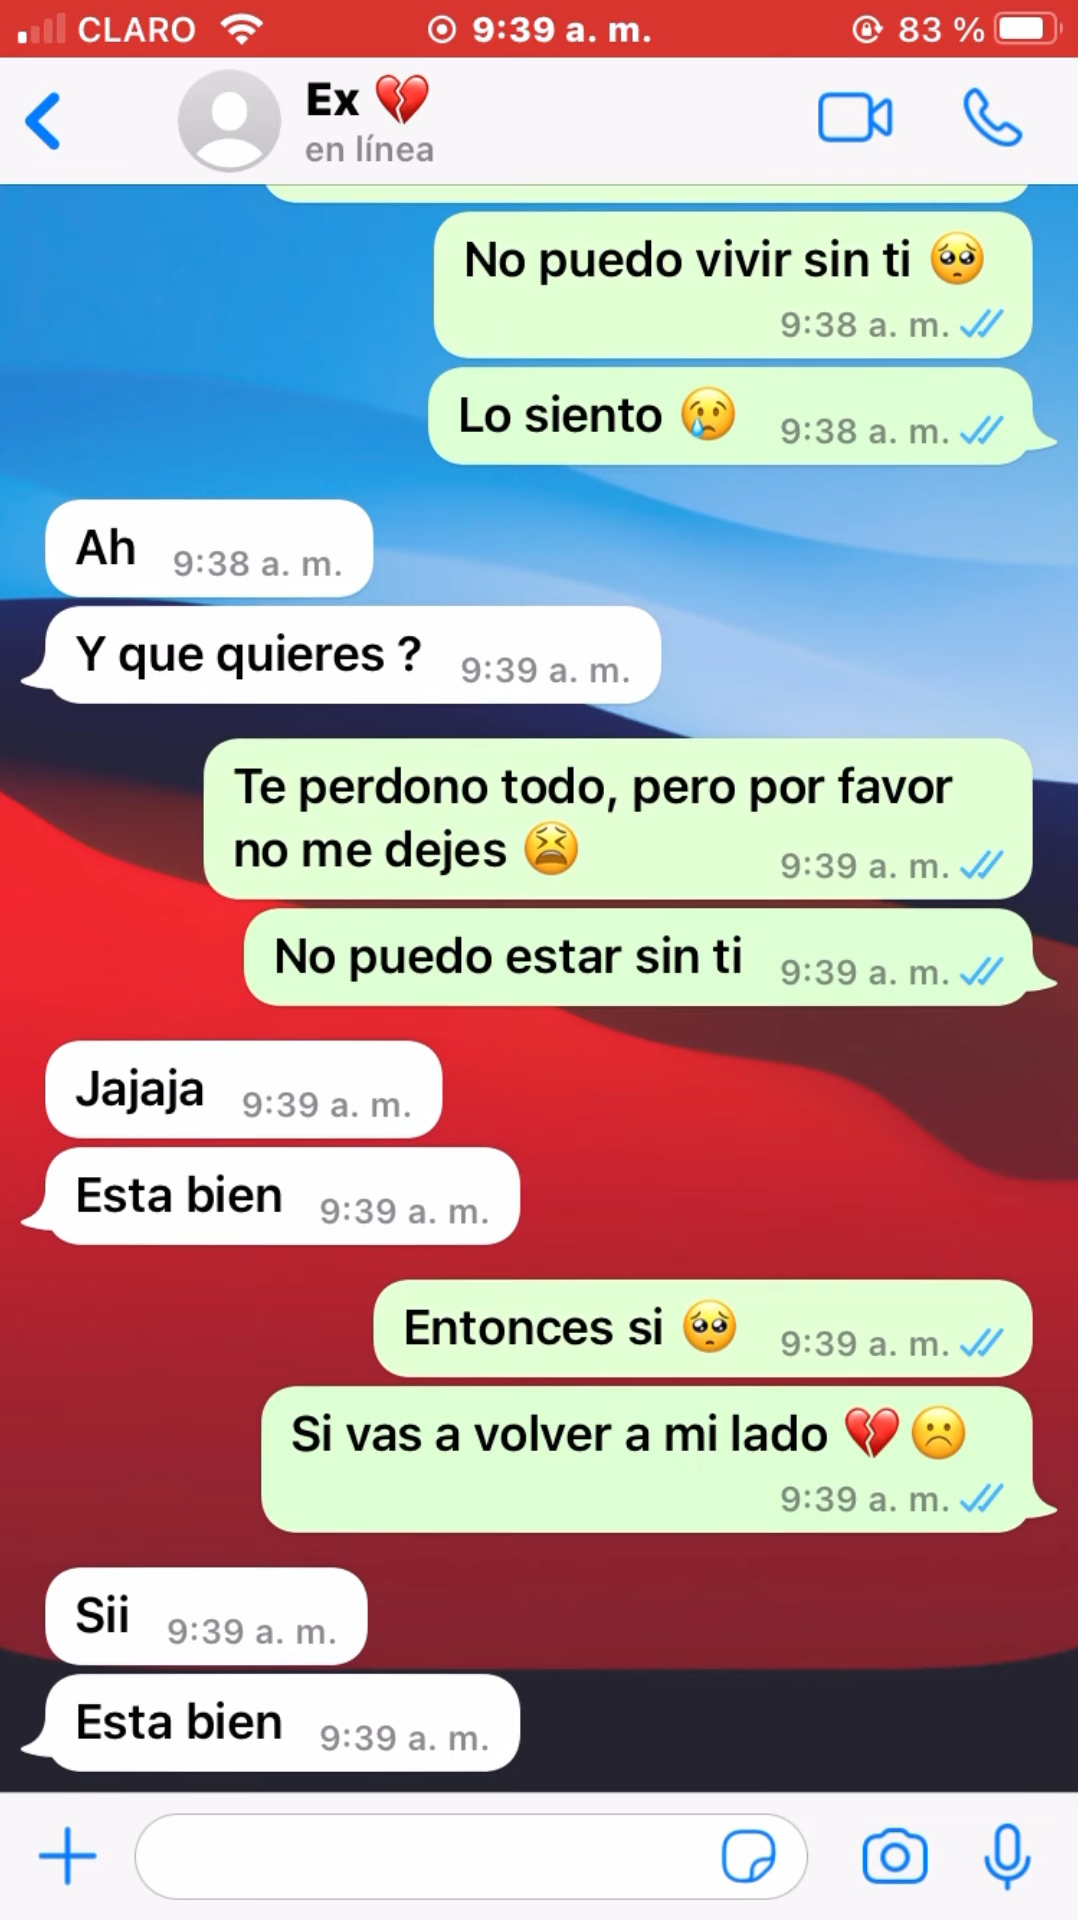 CLARO 9:39 a. m. 83 %
Ex 💔
en línea
No puedo vivir sin ti 🥺
9:38 a. m.
Lo siento 😢 9:38 a. m.
Ah 9:38 a. m.
Y que quieres ? 9:39 a. m.
Te perdono todo, pero por favor
no me dejes 😫 9:39 a. m.
No puedo estar sin ti 9:39 a. m.
Jajaja 9:39 a. m.
Esta bien 9:39 a. m.
Entonces si 🥺 9:39 a. m.
Si vas a volver a mi lado 💔☹️
9:39 a. m.
Sii 9:39 a. m.
Esta bien 9:39 a. m.